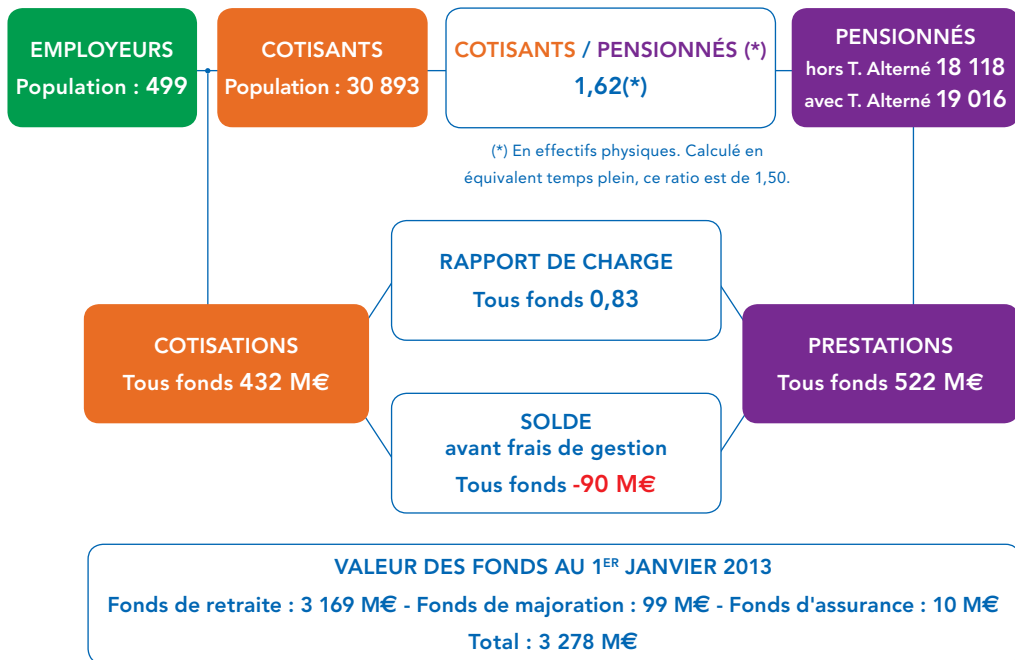 EMPLOYEURS
Population : 499
COTISANTS
Population : 30 893
COTISANTS / PENSIONNÉS (*)
1,62(*)
PENSIONNÉS
hors T. Alterné 18 118
avec T. Alterné 19 016
(*) En effectifs physiques. Calculé en
équivalent temps plein, ce ratio est de 1,50.
RAPPORT DE CHARGE
Tous fonds 0,83
COTISATIONS
Tous fonds 432 M€
PRESTATIONS
Tous fonds 522 M€
SOLDE
avant frais de gestion
Tous fonds -90 M€
VALEUR DES FONDS AU 1ER JANVIER 2013
Fonds de retraite : 3 169 M€ - Fonds de majoration : 99 M€ - Fonds d'assurance : 10 M€
Total : 3 278 M€